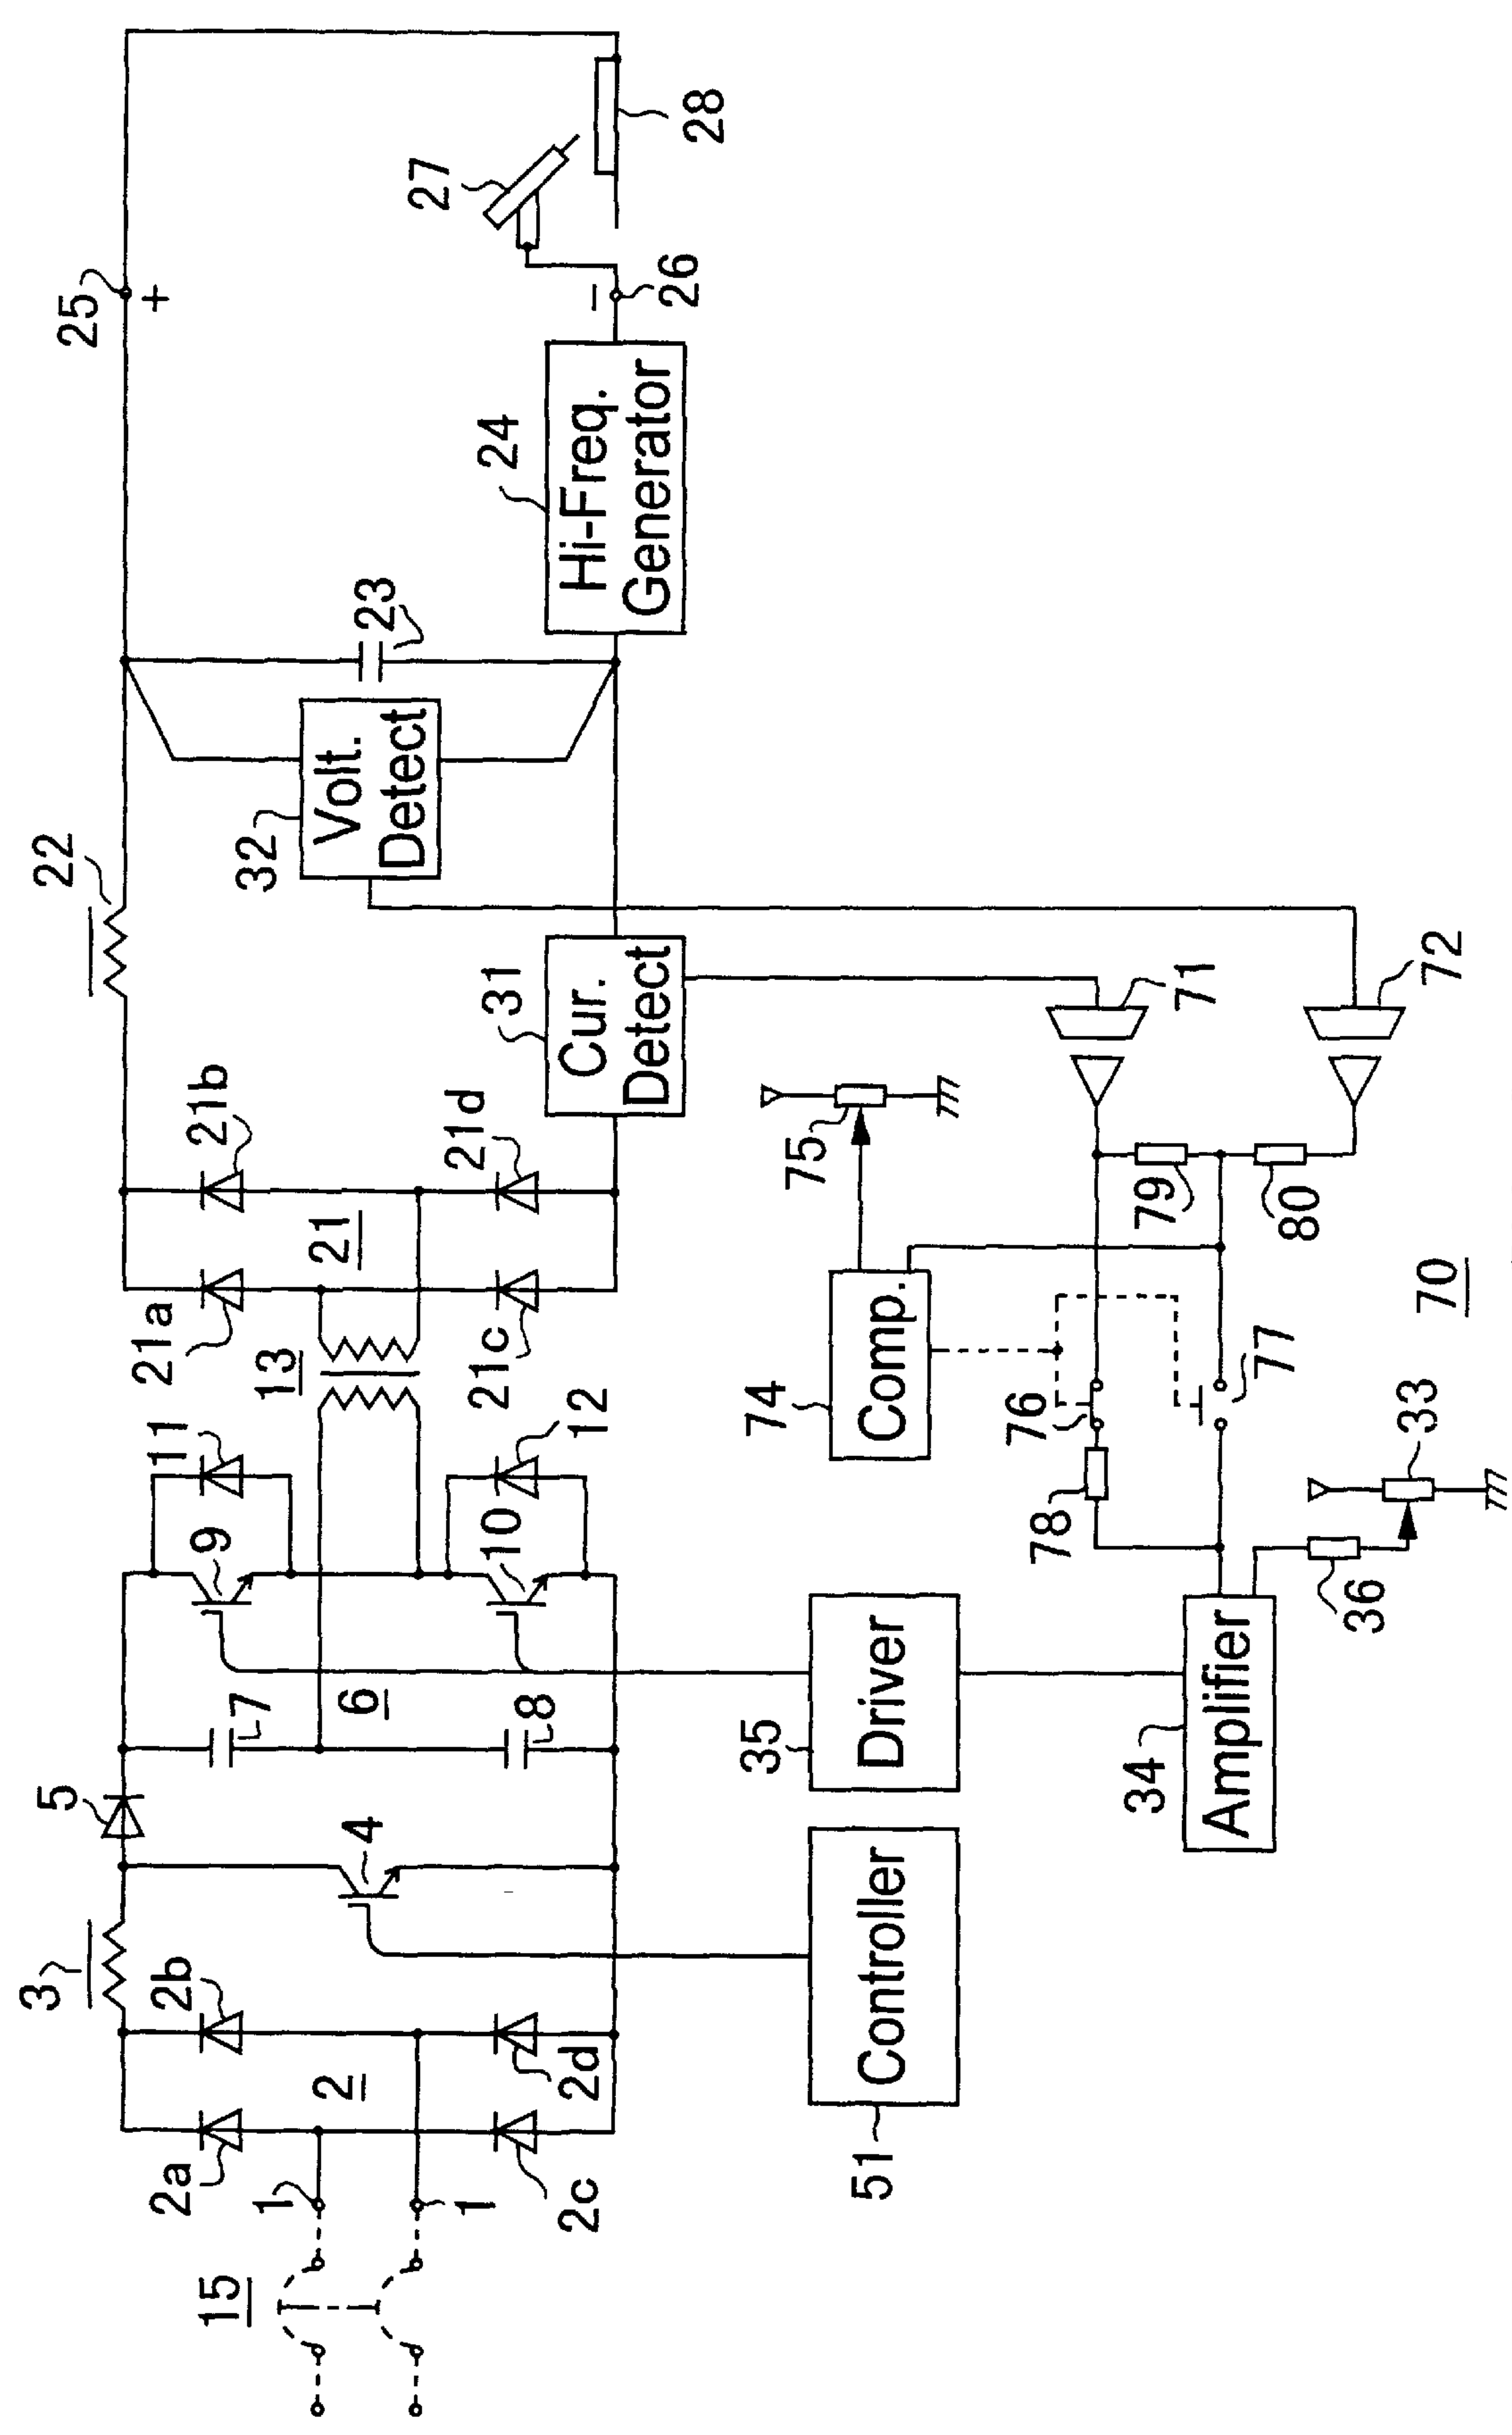 15
1
1
2a
2b
2
2c
2d
3
4
5
7
6
8
9
10
11
12
13
21a
21b
21
21c
21d
22
Cur.
Detect
31
Volt.
Detect
32
23
Hi-Freq.
Generator
24
25
+
−
26
27
28
Controller
51
Driver
35
Amplifier
34
36
33
78
76
77
Comp.
74
75
79
80
71
72
70